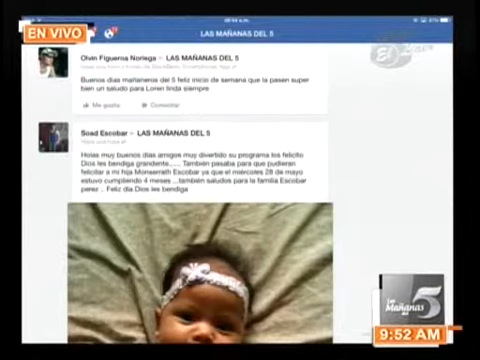 EN VIVO
LAS MAÑANAS DEL 5
Olvin Figueroa Noriega LAS MAÑANAS DEL 5
Buenos dias mañaneros del 5 feliz inicio de semana que la pasen super
bien un saludo para Loren linda siempre
Me gusta Comentar
Soad Escobar LAS MAÑANAS DEL 5
Holas muy buenos dias amigos muy divertido su programa los felicito
Dios les bendiga grandente...... También pasaba para que pudieran
felicitar a mi hija Monserrath Escobar ya que el miércoles 28 de mayo
estuvo cumpliendo 4 meses ...también saludos para la familia Escobar
perez .. Feliz día Dios les bendiga
Las
Mañanas
del 5
9:52 AM